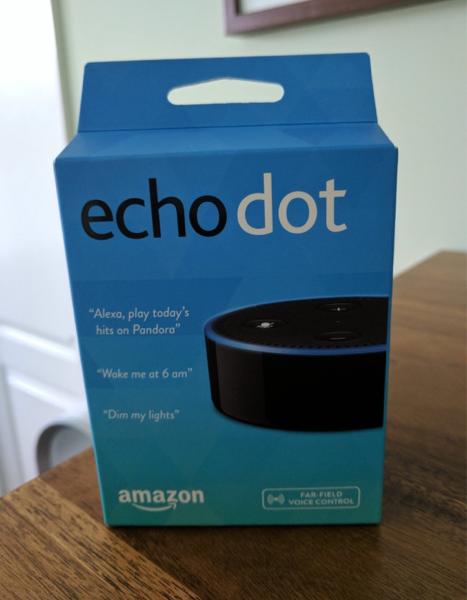 echo dot
“Alexa, play today’s
hits on Pandora”
“Wake me at 6 am”
“Dim my lights”
amazon
FAR-FIELD
VOICE CONTROL